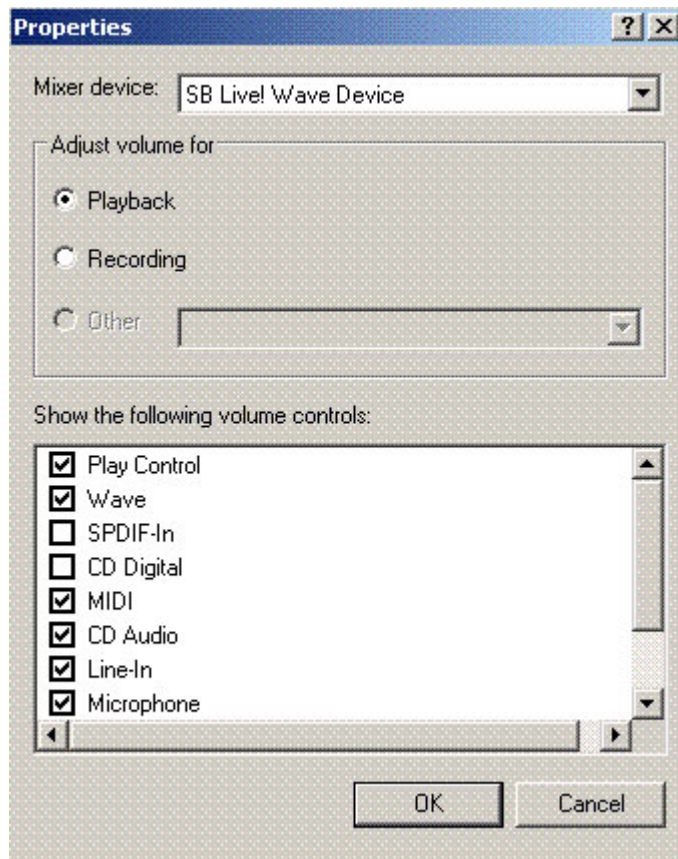 Properties
Mixer device: SB Live! Wave Device
Adjust volume for
Playback
Recording
Other
Show the following volume controls:
Play Control
Wave
SPDIF-In
CD Digital
MIDI
CD Audio
Line-In
Microphone
OK Cancel